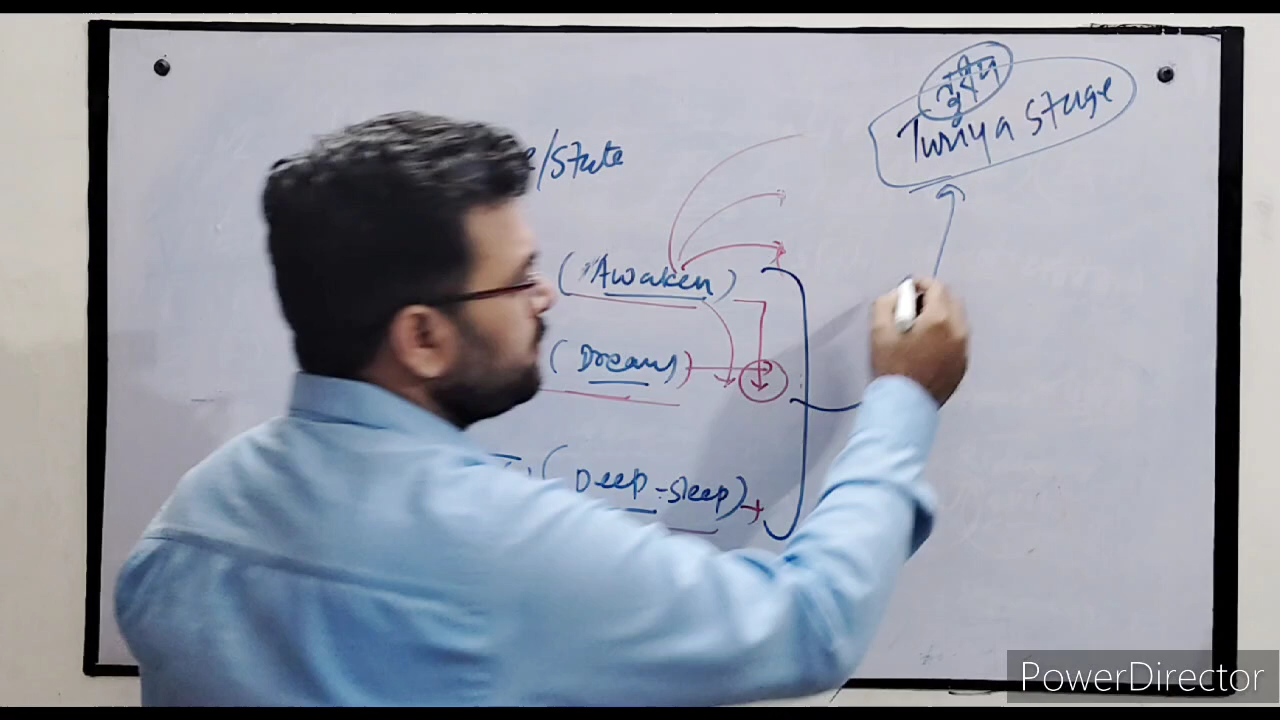 तुरीय
Turiya stage
/state
(Awaken)
(Dream)
(Deep-sleep)
PowerDirector